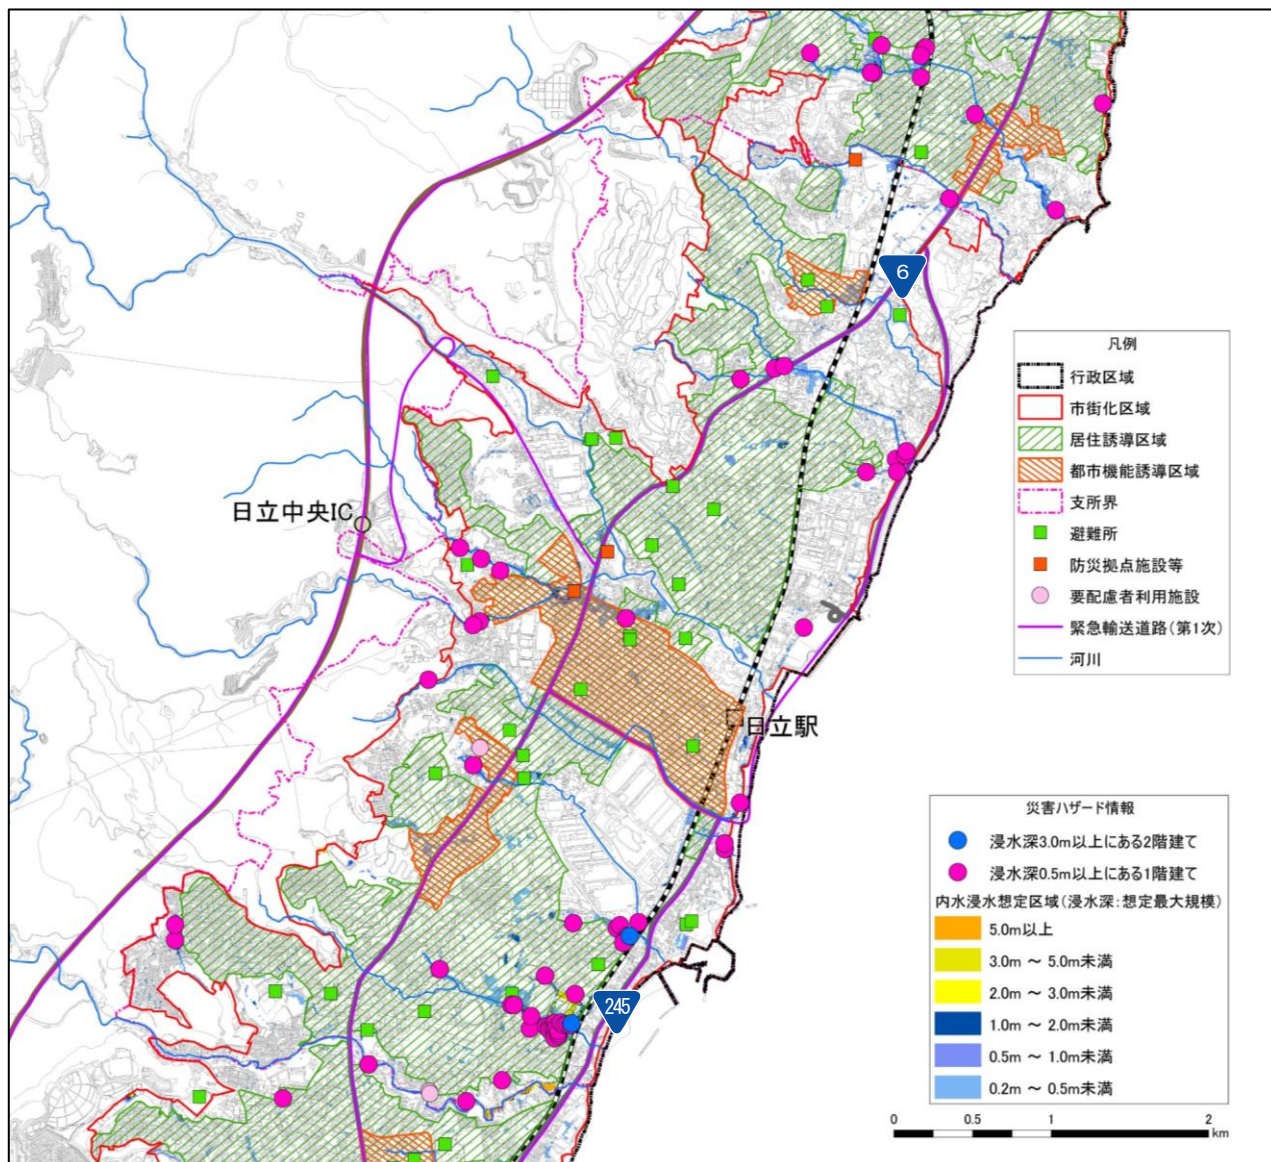 6
凡例
行政区域
市街化区域
居住誘導区域
都市機能誘導区域
支所界
避難所
防災拠点施設等
要配慮者利用施設
緊急輸送道路(第1次)
河川
日立中央IC
日立駅
災害ハザード情報
浸水深3.0m以上にある2階建て
浸水深0.5m以上にある1階建て
内水浸水想定区域(浸水深:想定最大規模)
5.0m以上
3.0m ～ 5.0m未満
2.0m ～ 3.0m未満
1.0m ～ 2.0m未満
0.5m ～ 1.0m未満
0.2m ～ 0.5m未満
245
0 0.5 1 2
km